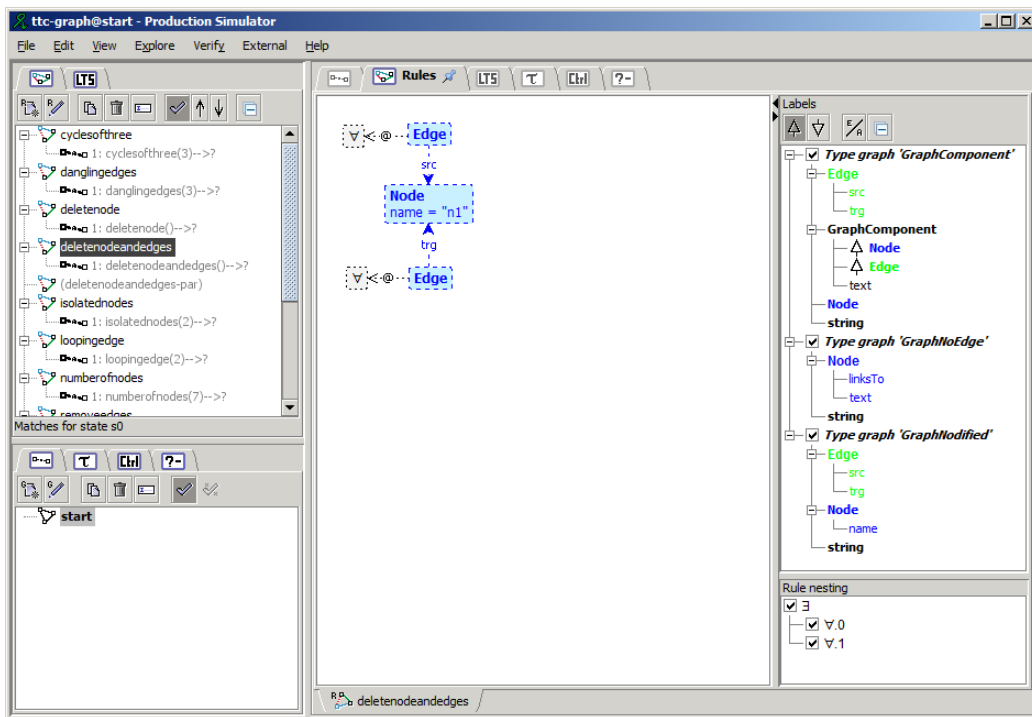 ttc-graph@start - Production Simulator
File Edit View Explore Verify External Help
LTS
cyclesofthree
1: cyclesofthree(3)-->?
danglingedges
1: danglingedges(3)-->?
deletenode
1: deletenode()-->?
deletenodeandedges
1: deletenodeandedges()-->?
(deletenodeandedges-par)
isolatednodes
1: isolatednodes(2)-->?
loopingedge
1: loopingedge(2)-->?
numberofnodes
1: numberofnodes(7)-->?
removeedges
Matches for state s0
τ Ctrl ?-
start
Rules LTS τ Ctrl ?-
∀ @ Edge
src
Node
name = "n1"
trg
∀ @ Edge
deletenodeandedges
Labels
E/A
Type graph 'GraphComponent'
Edge
src
trg
GraphComponent
Node
Edge
text
Node
string
Type graph 'GraphNoEdge'
Node
linksTo
text
string
Type graph 'GraphNodified'
Edge
src
trg
Node
name
string
Rule nesting
∃
∀.0
∀.1